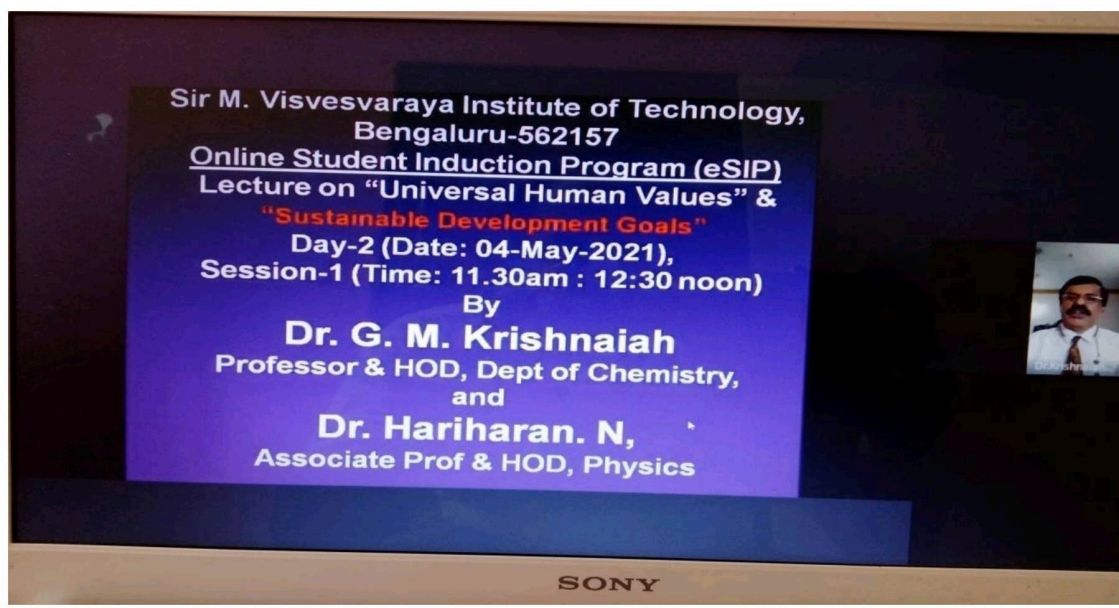 Sir M. Visvesvaraya Institute of Technology,
Bengaluru-562157
Online Student Induction Program (eSIP)
Lecture on “Universal Human Values” &
“Sustainable Development Goals”
Day-2 (Date: 04-May-2021),
Session-1 (Time: 11.30am : 12:30 noon)
By
Dr. G. M. Krishnaiah
Professor & HOD, Dept of Chemistry,
and
Dr. Hariharan. N,
Associate Prof & HOD, Physics
Dr.Krishnaiah
SONY